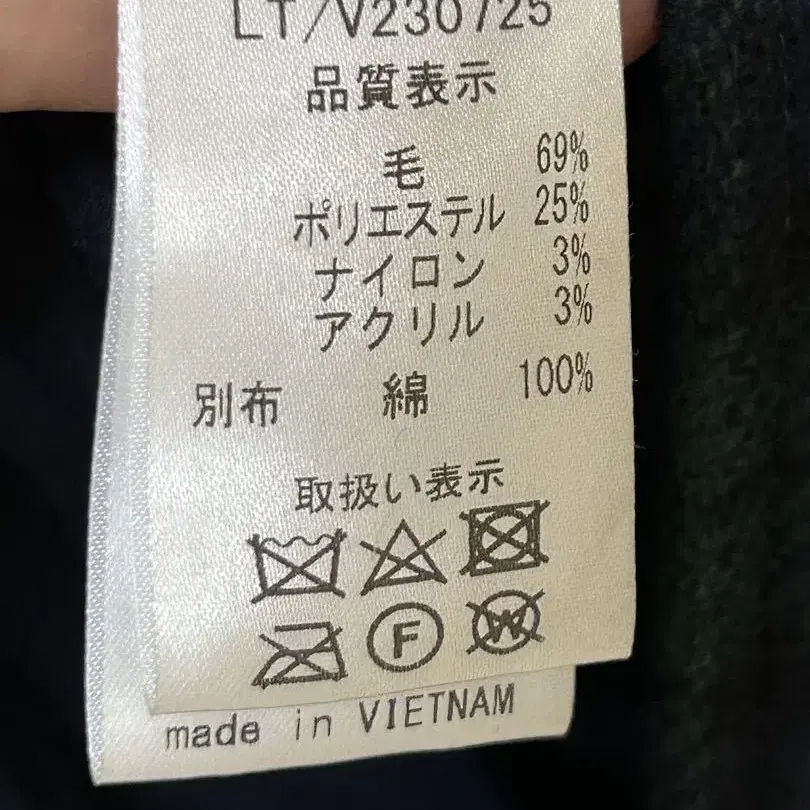 LT/V230725
品質表示
毛 69%
ポリエステル 25%
ナイロン 3%
アクリル 3%
別布 綿 100%
取扱い表示
F W
made in VIETNAM